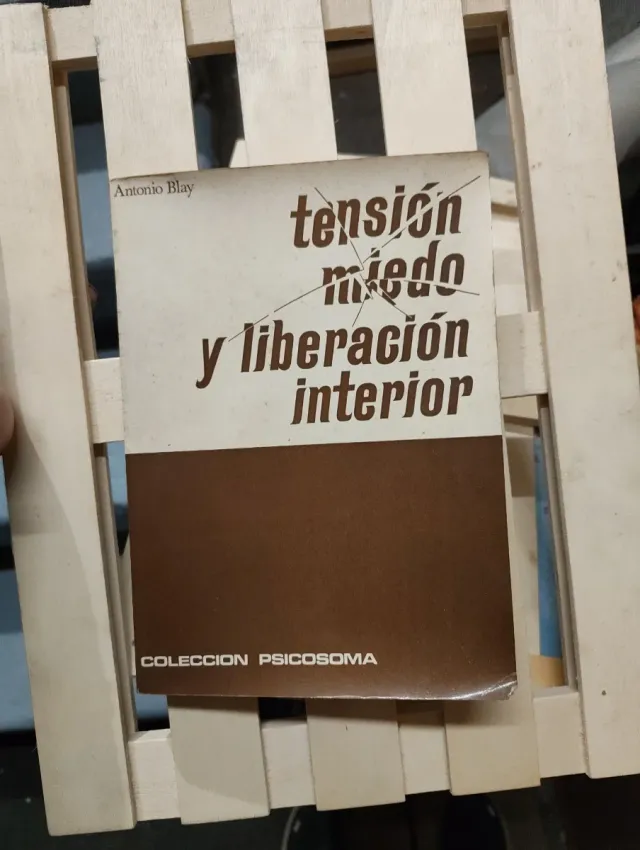 Antonio Blay
tensión
miedo
y liberación
interior
COLECCION PSICOSOMA